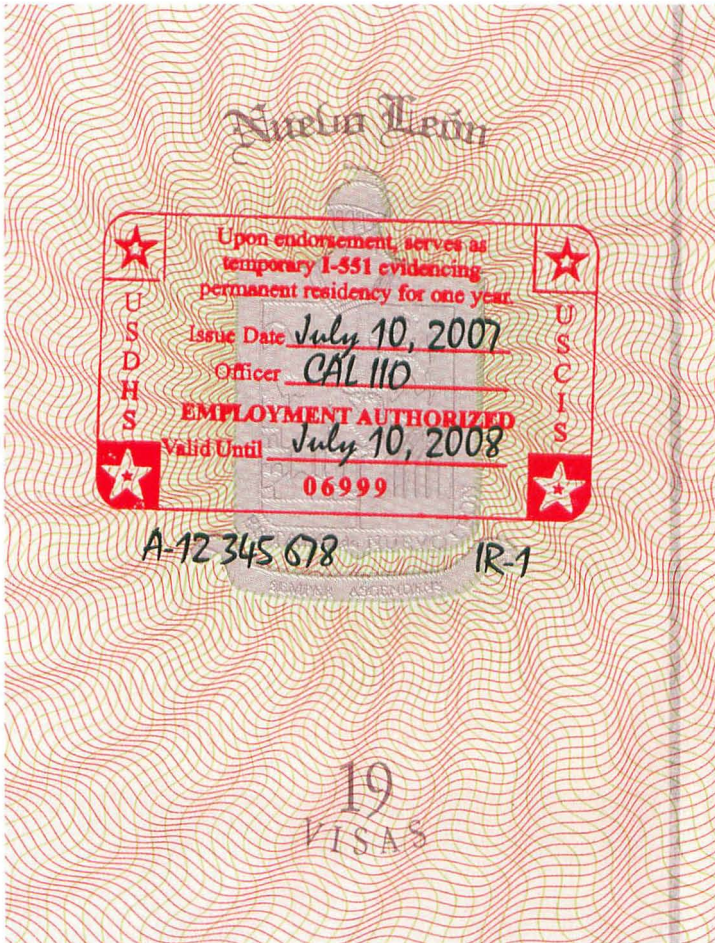 Nuevo León
Upon endorsement, serves as
temporary I-551 evidencing
permanent residency for one year.
USDHS
Issue Date July 10, 2007
Officer CAL 110
EMPLOYMENT AUTHORIZED
Valid Until July 10, 2008
06999
USCIS
A-12 345 678 IR-1
SEMPER ASCENDENS
19
VISAS